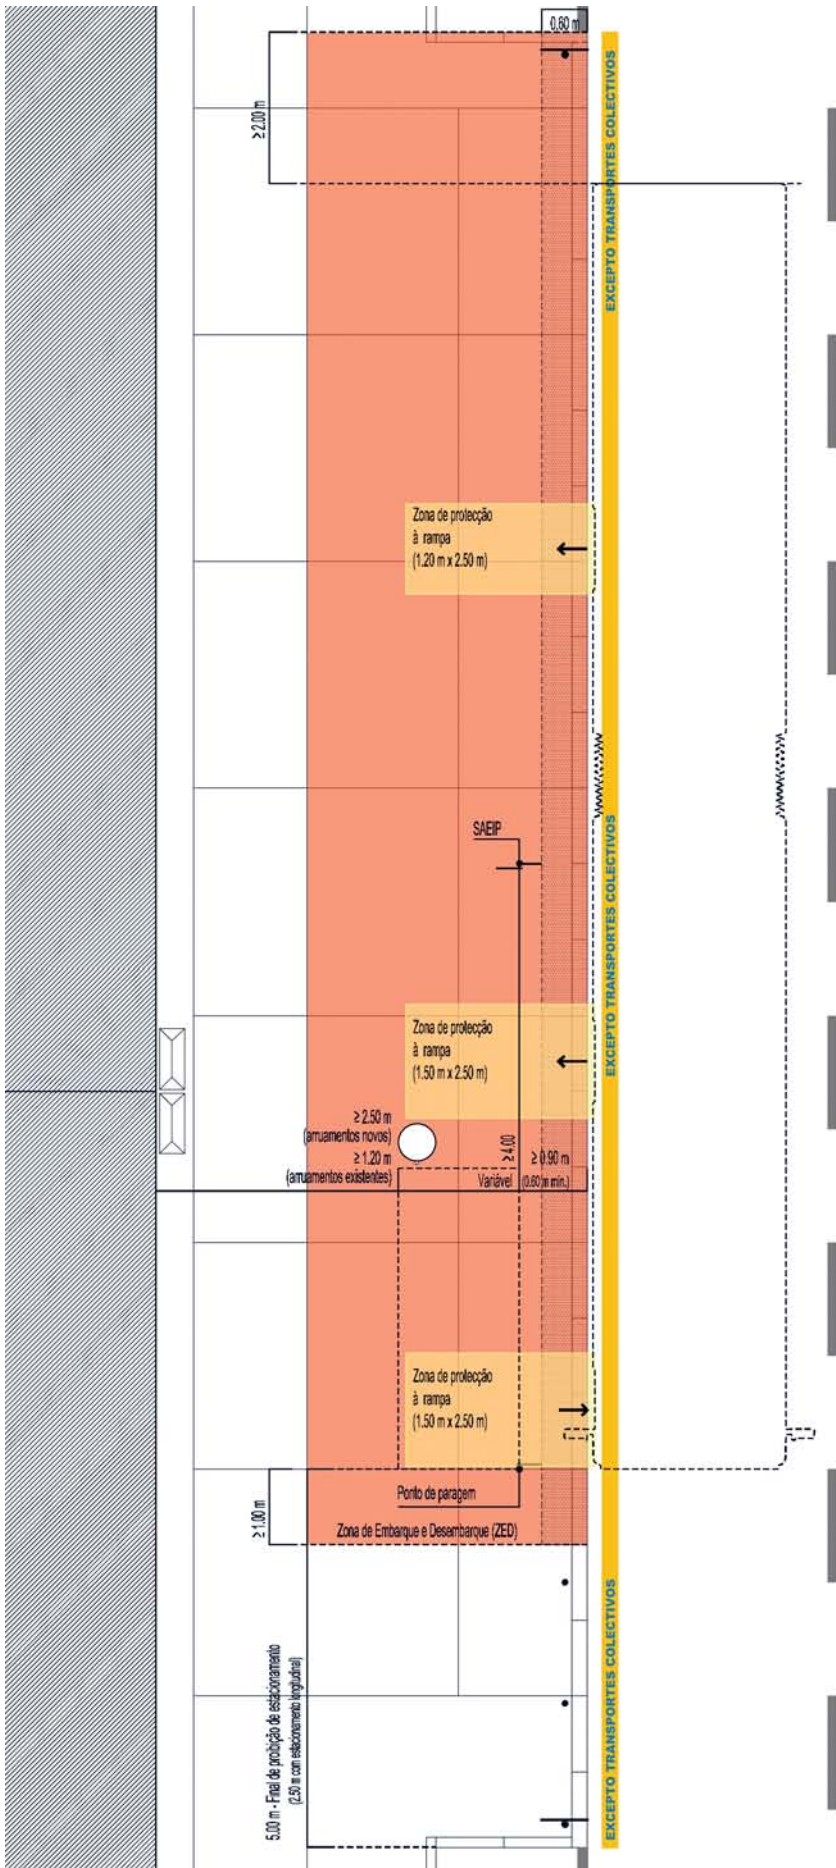 0.60 m
≥2.00 m
EXCEPTO TRANSPORTES COLECTIVOS
Zona de protecção
à rampa
(1.20 m x 2.50 m)
SAEIP
EXCEPTO TRANSPORTES COLECTIVOS
Zona de protecção
à rampa
(1.50 m x 2.50 m)
≥ 2.50 m
(arruamentos novos)
≥ 1.20 m
(arruamentos existentes)
≥4.00
Variável
≥ 0.90 m
(0.60 m min.)
Zona de protecção
à rampa
(1.50 m x 2.50 m)
Ponto de paragem
≥1.00 m
Zona de Embarque e Desembarque (ZED)
5.00 m - Final de proibição de estacionamento
(2.50 m com estacionamento longitudinal)
EXCEPTO TRANSPORTES COLECTIVOS